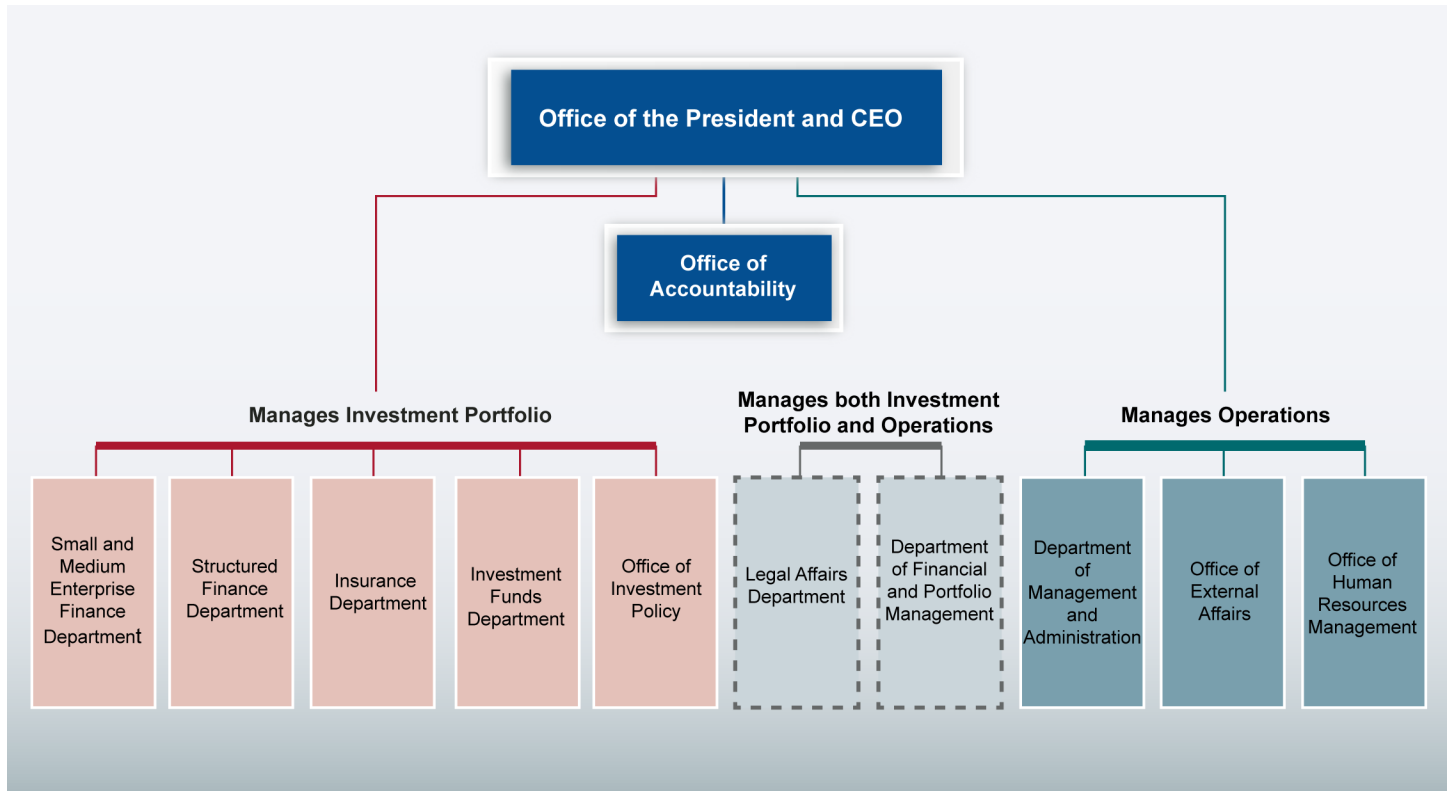 Office of the President and CEO
Office of
Accountability
Manages Investment Portfolio
Manages both Investment
Portfolio and Operations
Manages Operations
Small and
Medium
Enterprise
Finance
Department
Structured
Finance
Department
Insurance
Department
Investment
Funds
Department
Office of
Investment
Policy
Legal Affairs
Department
Department
of Financial
and Portfolio
Management
Department
of
Management
and
Administration
Office of
External
Affairs
Office of
Human
Resources
Management